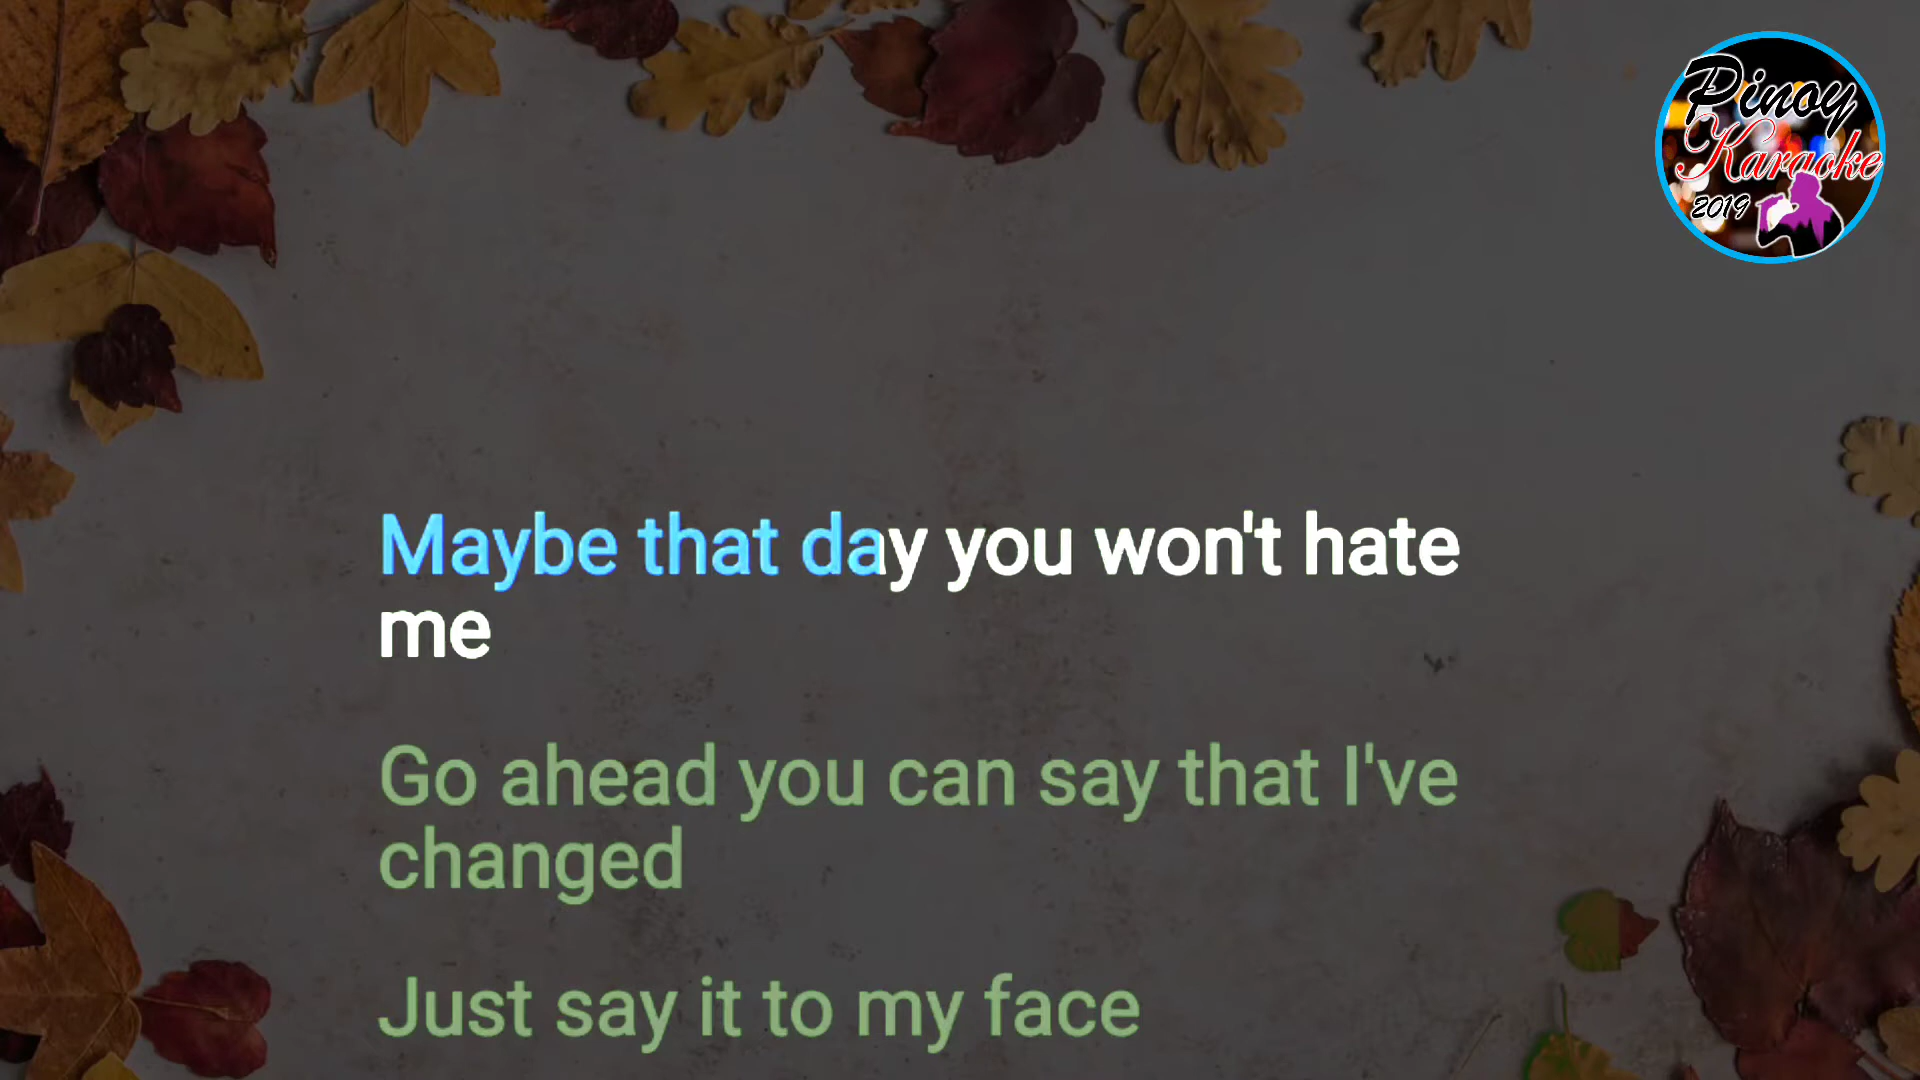 Pinoy
Karaoke
2019
Maybe that day you won't hate
me
Go ahead you can say that I've
changed
Just say it to my face